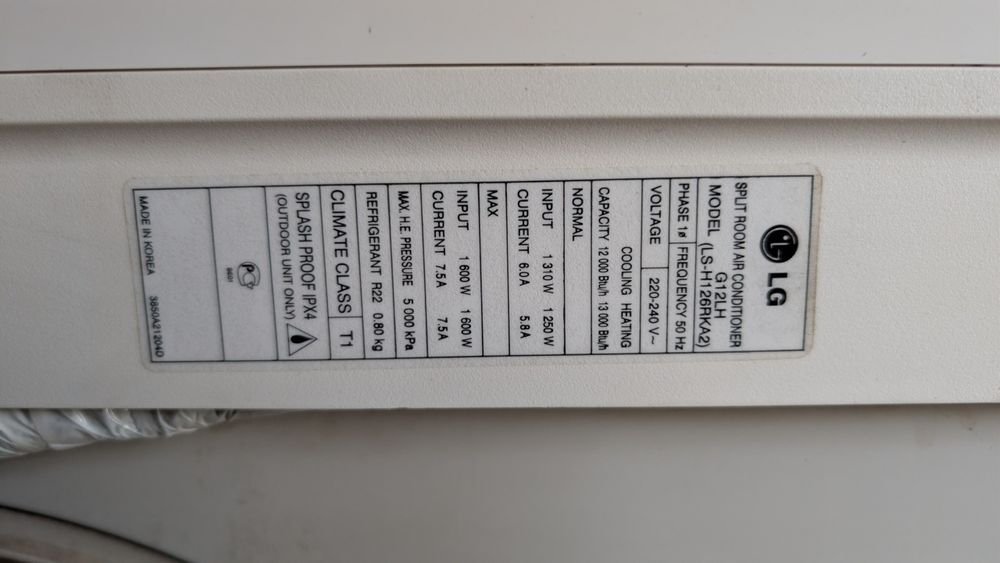 LG
SPLIT ROOM AIR CONDITIONER
MODEL G12LH
(LS-H126RKA2)
PHASE 1ø FREQUENCY 50 Hz
VOLTAGE 220-240 V~
COOLING HEATING
CAPACITY 12 000 Btu/h 13 000 Btu/h
NORMAL
INPUT 1 310 W 1 250 W
CURRENT 6.0A 5.8A
MAX
INPUT 1 600 W 1 600 W
CURRENT 7.5A 7.5A
MAX. H.E. PRESSURE 5 000 kPa
REFRIGERANT R22 0.80 kg
CLIMATE CLASS T1
SPLASH PROOF IPX4
(OUTDOOR UNIT ONLY)
MADE IN KOREA 3850A21204D